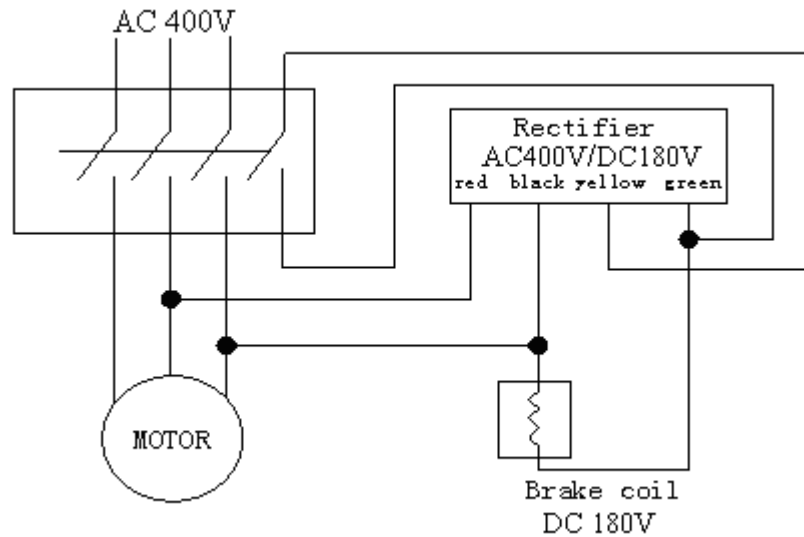 AC 400V
Rectifier
AC400V/DC180V
red black yellow green
MOTOR
Brake coil
DC 180V